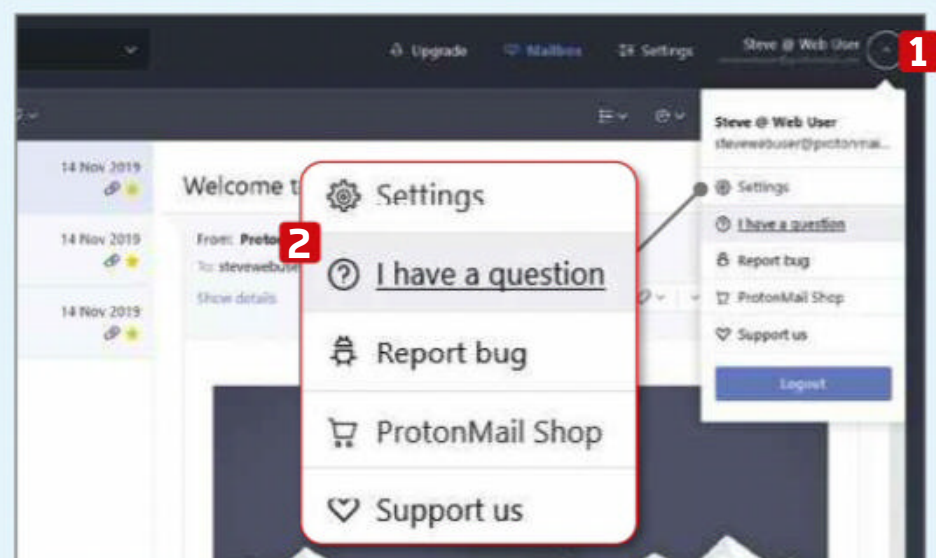 Upgrade
Mailbox
Settings
Steve @ Web User
1
Steve @ Web User
stevewebuser@protonmai...
Settings
I have a question
Report bug
ProtonMail Shop
Support us
Logout
14 Nov 2019
14 Nov 2019
14 Nov 2019
Welcome t
From: Proto
To: stevewebuse
Show details
2
Settings
I have a question
Report bug
ProtonMail Shop
Support us